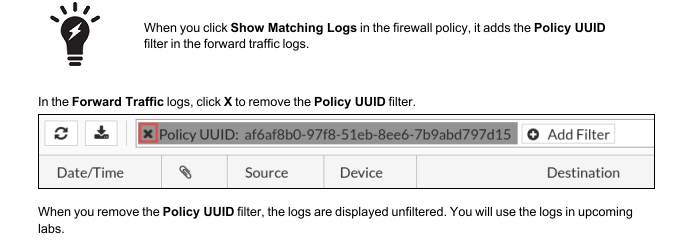 When you click Show Matching Logs in the firewall policy, it adds the Policy UUID
filter in the forward traffic logs.
In the Forward Traffic logs, click X to remove the Policy UUID filter.
Policy UUID: af6af8b0-97f8-51eb-8ee6-7b9abd797d15 Add Filter
Date/Time Source Device Destination
When you remove the Policy UUID filter, the logs are displayed unfiltered. You will use the logs in upcoming
labs.